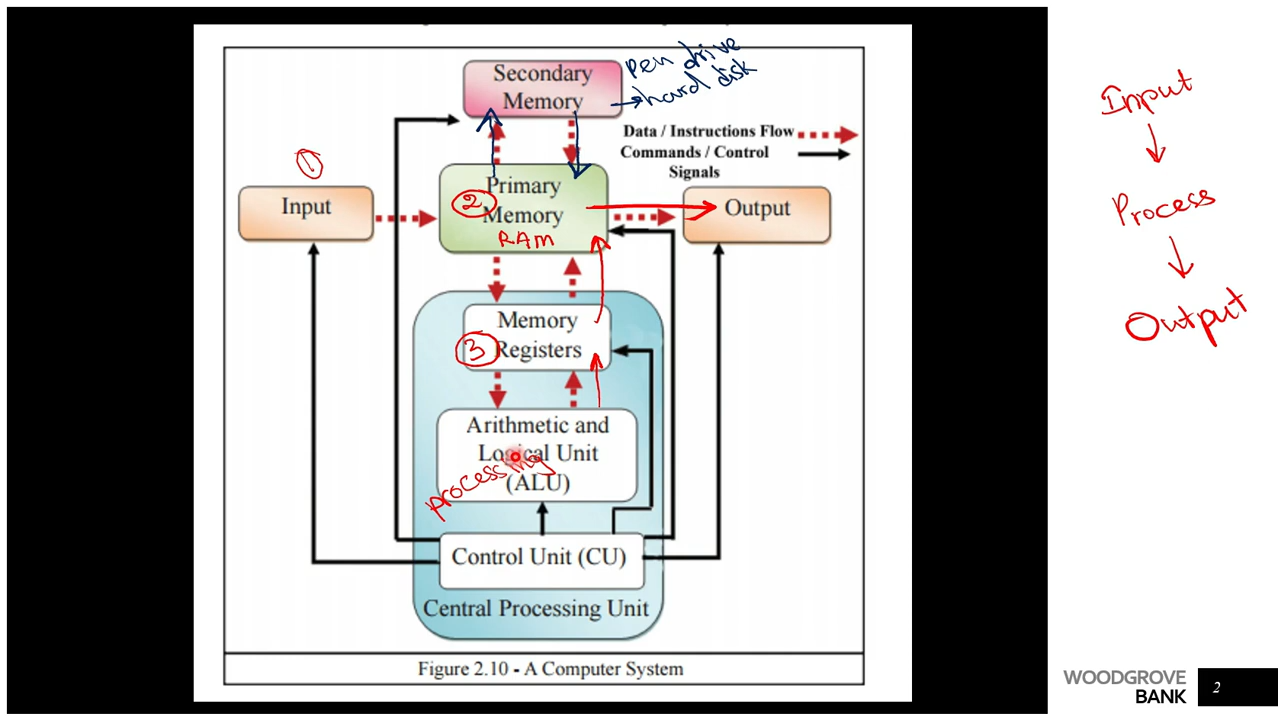 Secondary
Memory
Pen drive
hard disk
Data / Instructions Flow
Commands / Control
Signals
1
Input
2
Primary
Memory
RAM
Output
3
Memory
Registers
Arithmetic and
Logical Unit
(ALU)
processing
Control Unit (CU)
Central Processing Unit
Figure 2.10 - A Computer System
Input
Process
Output
WOODGROVE
BANK
2